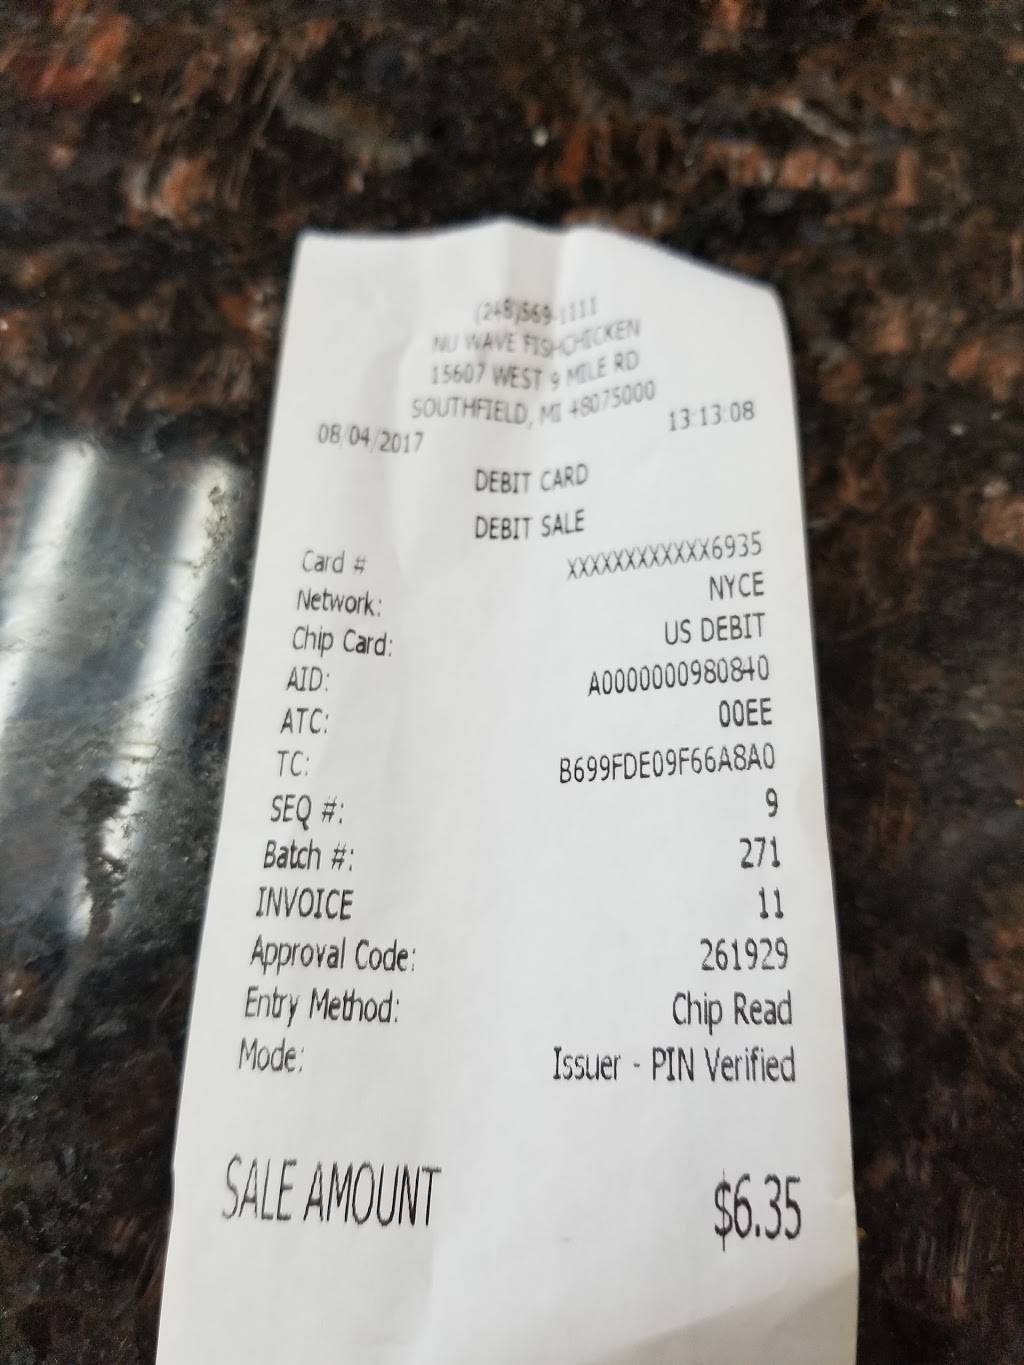 (248)569-1111
NU WAVE FISHCHICKEN
15607 WEST 9 MILE RD
SOUTHFIELD, MI 48075000
08/04/2017 13:13:08
DEBIT CARD
DEBIT SALE
Card # XXXXXXXXXXXX6935
Network: NYCE
Chip Card: US DEBIT
AID: A0000000980840
ATC: 00EE
TC: B699FDE09F66A8A0
SEQ #: 9
Batch #: 271
INVOICE 11
Approval Code: 261929
Entry Method: Chip Read
Mode: Issuer - PIN Verified
SALE AMOUNT $6.35